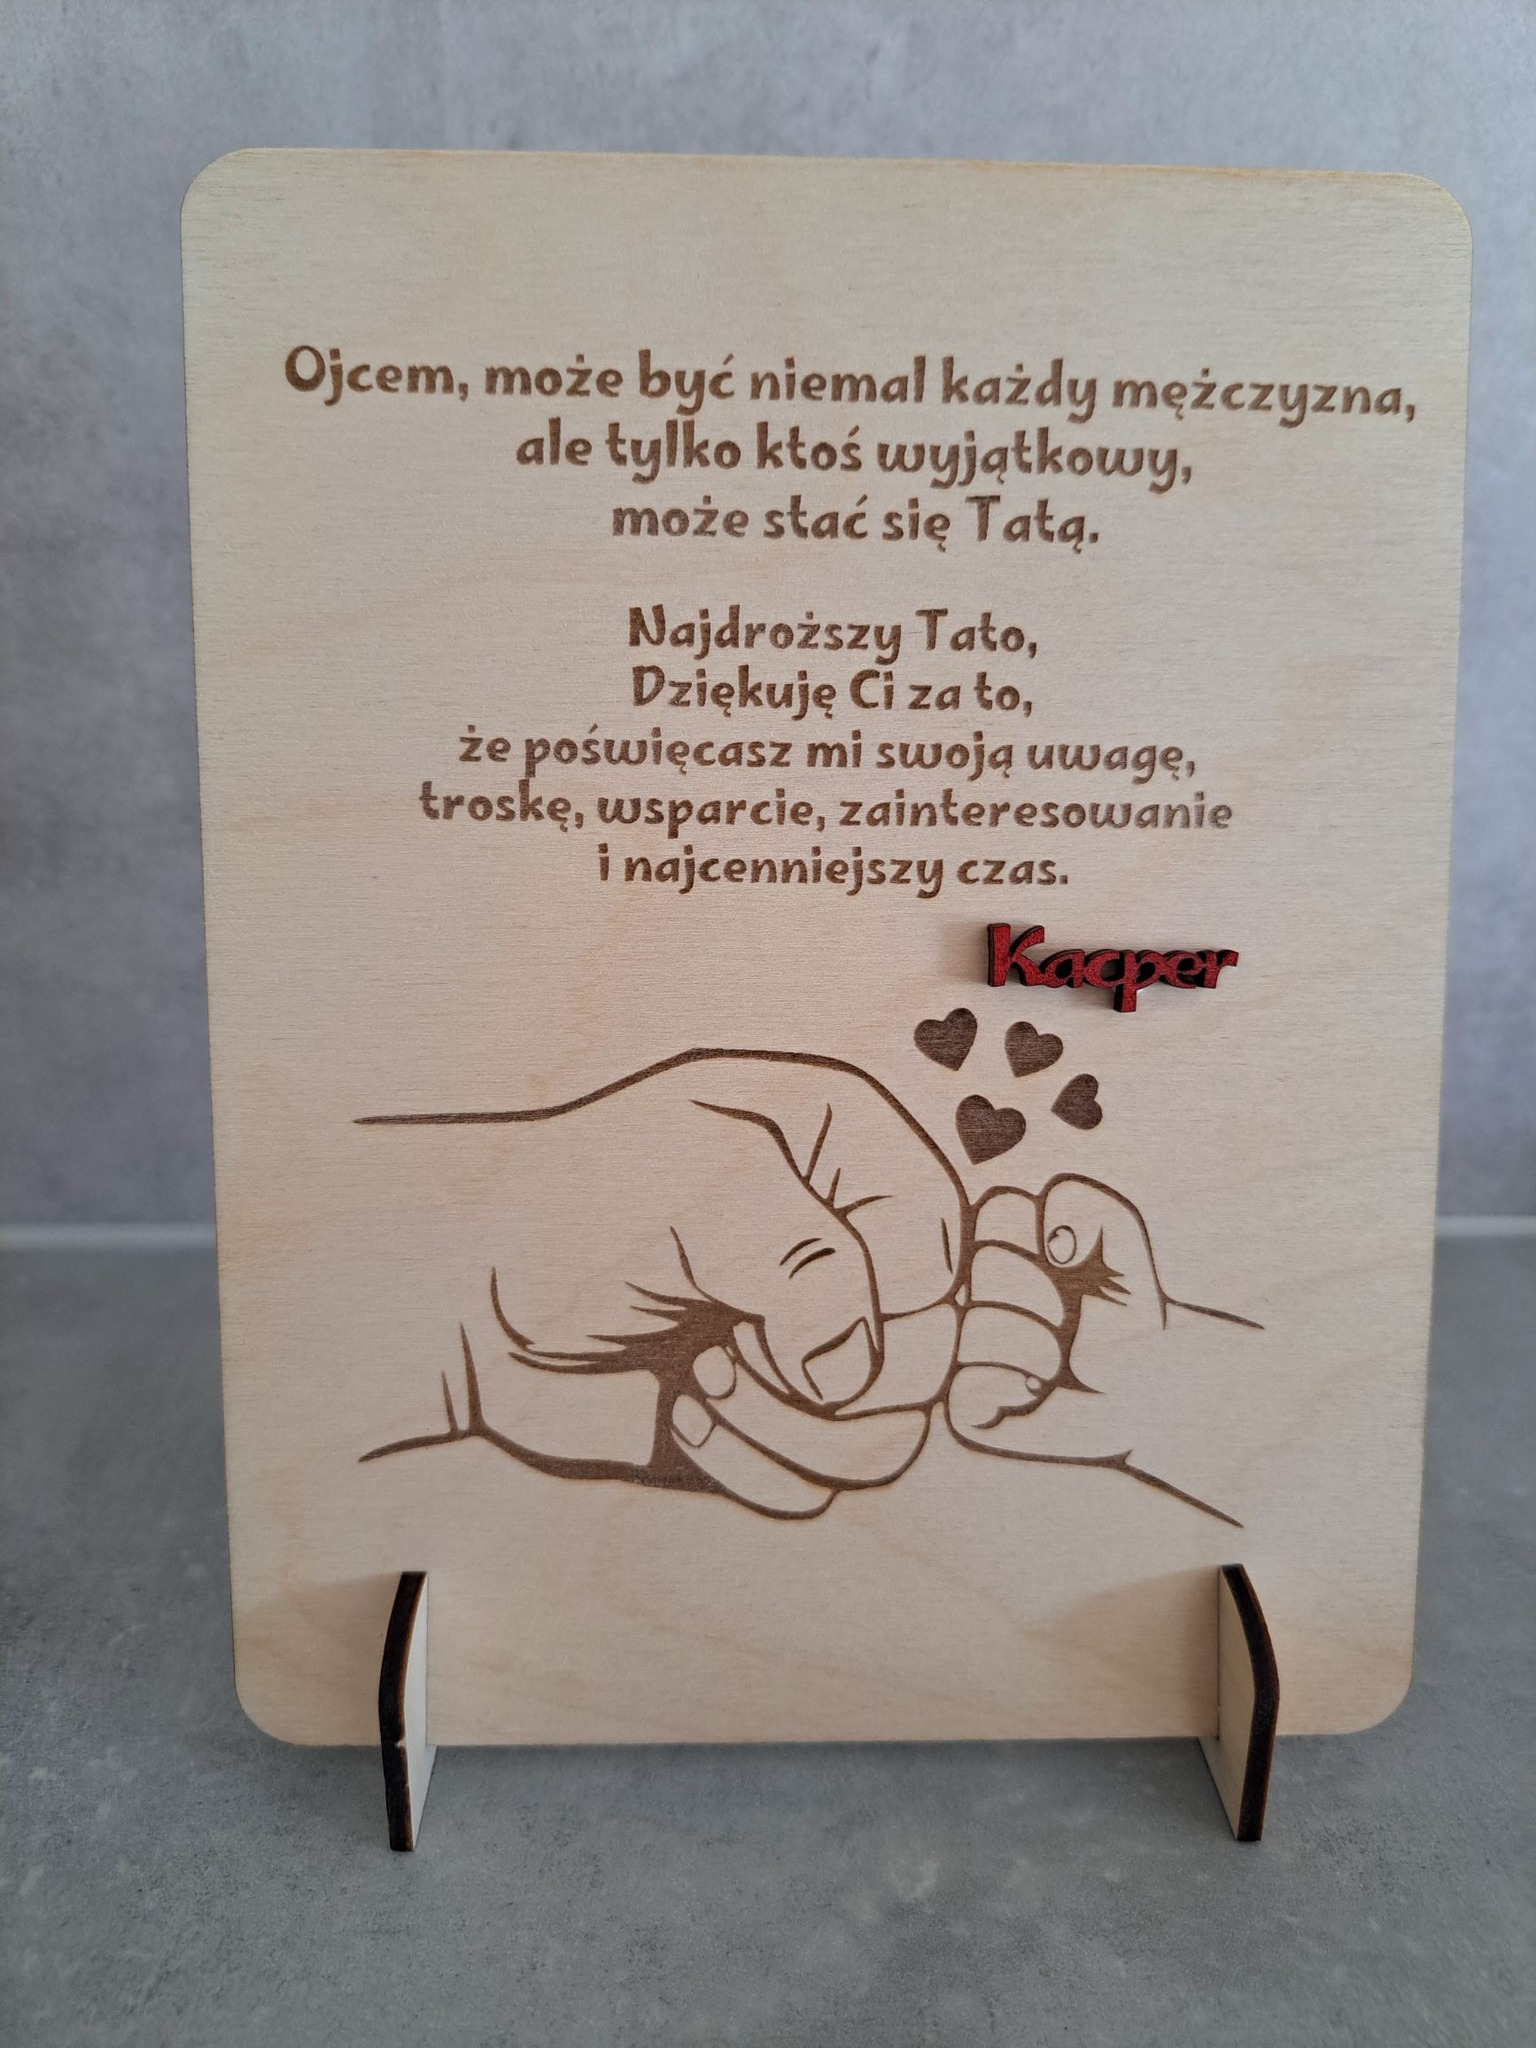 Ojcem, może być niemal każdy mężczyzna,
ale tylko ktoś wyjątkowy,
może stać się Tatą.
Najdroższy Tato,
Dziękuję Ci za to,
że poświęcasz mi swoją uwagę,
troskę, wsparcie, zainteresowanie
i najcenniejszy czas.
Kacper